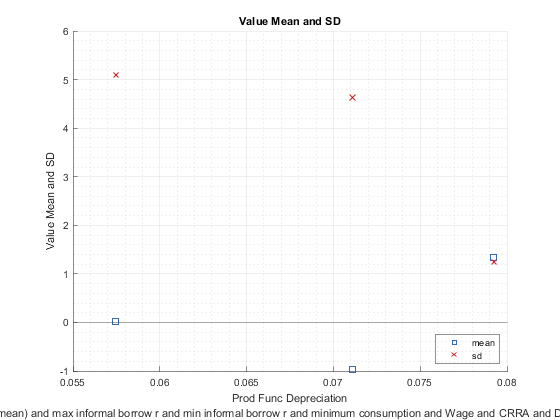 Value Mean and SD
Value Mean and SD
6
5
4
3
2
1
0
-1
0.055
0.06
0.065
0.07
0.075
0.08
mean
sd
Prod Func Depreciation
mean) and max informal borrow r and min informal borrow r and minimum consumption and Wage and CRRA and